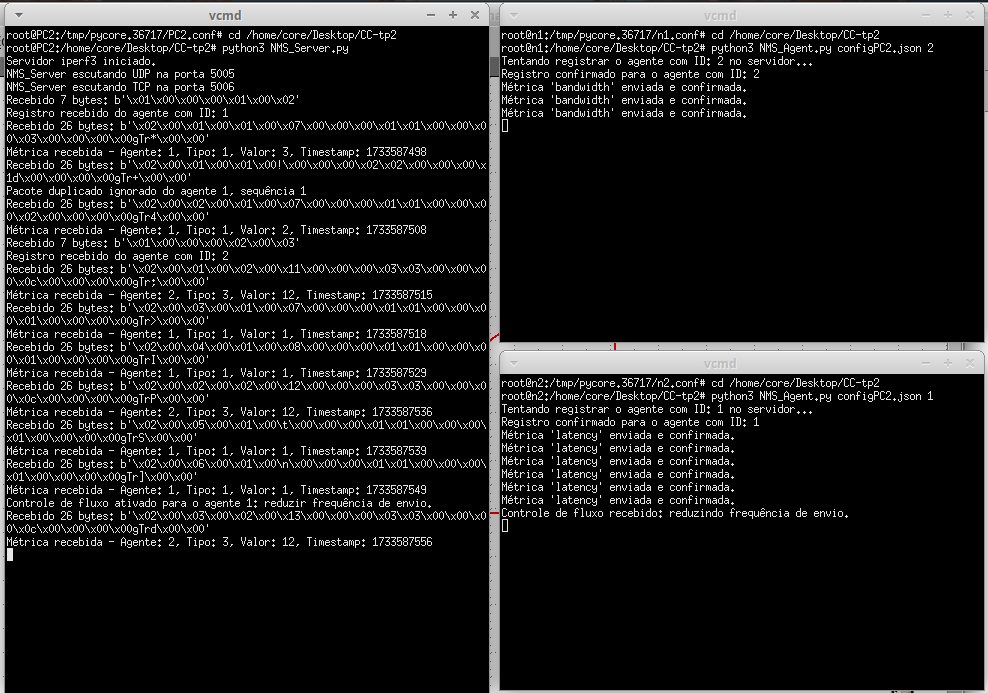 vcmd
root@PC2:/tmp/pycore.36717/PC2.conf# cd /home/core/Desktop/CC-tp2
root@PC2:/home/core/Desktop/CC-tp2# python3 NMS_Server.py
Servidor iperf3 iniciado.
NMS_Server escutando UDP na porta 5005
NMS_Server escutando TCP na porta 5006
Recebido 7 bytes: b'\x01\x00\x00\x00\x01\x00\x02'
Registro recebido do agente com ID: 1
Recebido 26 bytes: b'\x02\x00\x01\x00\x01\x00\x07\x00\x00\x00\x01\x01\x00\x00\x0
0\x03\x00\x00\x00\x00gTr*\x00\x00'
Métrica recebida - Agente: 1, Tipo: 1, Valor: 3, Timestamp: 1733587498
Recebido 26 bytes: b'\x02\x00\x01\x00\x01\x00!\x00\x00\x00\x02\x02\x00\x00\x00\x
1d\x00\x00\x00\x00gTr+\x00\x00'
Pacote duplicado ignorado do agente 1, sequência 1
Recebido 26 bytes: b'\x02\x00\x02\x00\x01\x00\x07\x00\x00\x00\x01\x01\x00\x00\x0
0\x02\x00\x00\x00\x00gTr4\x00\x00'
Métrica recebida - Agente: 1, Tipo: 1, Valor: 2, Timestamp: 1733587508
Recebido 7 bytes: b'\x01\x00\x00\x00\x02\x00\x03'
Registro recebido do agente com ID: 2
Recebido 26 bytes: b'\x02\x00\x01\x00\x02\x00\x11\x00\x00\x00\x03\x03\x00\x00\x0
0\x0c\x00\x00\x00\x00gTr;\x00\x00'
Métrica recebida - Agente: 2, Tipo: 3, Valor: 12, Timestamp: 1733587515
Recebido 26 bytes: b'\x02\x00\x03\x00\x01\x00\x07\x00\x00\x00\x01\x01\x00\x00\x0
0\x01\x00\x00\x00\x00gTr>\x00\x00'
Métrica recebida - Agente: 1, Tipo: 1, Valor: 1, Timestamp: 1733587518
Recebido 26 bytes: b'\x02\x00\x04\x00\x01\x00\x08\x00\x00\x00\x01\x01\x00\x00\x0
0\x01\x00\x00\x00\x00gTrI\x00\x00'
Métrica recebida - Agente: 1, Tipo: 1, Valor: 1, Timestamp: 1733587529
Recebido 26 bytes: b'\x02\x00\x02\x00\x02\x00\x12\x00\x00\x00\x03\x03\x00\x00\x0
0\x0c\x00\x00\x00\x00gTrP\x00\x00'
Métrica recebida - Agente: 2, Tipo: 3, Valor: 12, Timestamp: 1733587536
Recebido 26 bytes: b'\x02\x00\x05\x00\x01\x00\t\x00\x00\x00\x01\x01\x00\x00\x00\
x01\x00\x00\x00\x00gTrS\x00\x00'
Métrica recebida - Agente: 1, Tipo: 1, Valor: 1, Timestamp: 1733587539
Recebido 26 bytes: b'\x02\x00\x06\x00\x01\x00\n\x00\x00\x00\x01\x01\x00\x00\x00\
x01\x00\x00\x00\x00gTr]\x00\x00'
Métrica recebida - Agente: 1, Tipo: 1, Valor: 1, Timestamp: 1733587549
Controle de fluxo ativado para o agente 1: reduzir frequência de envio.
Recebido 26 bytes: b'\x02\x00\x03\x00\x02\x00\x13\x00\x00\x00\x03\x03\x00\x00\x0
0\x0c\x00\x00\x00\x00gTrd\x00\x00'
Métrica recebida - Agente: 2, Tipo: 3, Valor: 12, Timestamp: 1733587556
vcmd
root@n1:/tmp/pycore.36717/n1.conf# cd /home/core/Desktop/CC-tp2
root@n1:/home/core/Desktop/CC-tp2# python3 NMS_Agent.py configPC2.json 2
Tentando registrar o agente com ID: 2 no servidor...
Registro confirmado para o agente com ID: 2
Métrica 'bandwidth' enviada e confirmada.
Métrica 'bandwidth' enviada e confirmada.
Métrica 'bandwidth' enviada e confirmada.
vcmd
root@n2:/tmp/pycore.36717/n2.conf# cd /home/core/Desktop/CC-tp2
root@n2:/home/core/Desktop/CC-tp2# python3 NMS_Agent.py configPC2.json 1
Tentando registrar o agente com ID: 1 no servidor...
Registro confirmado para o agente com ID: 1
Métrica 'latency' enviada e confirmada.
Métrica 'latency' enviada e confirmada.
Métrica 'latency' enviada e confirmada.
Métrica 'latency' enviada e confirmada.
Métrica 'latency' enviada e confirmada.
Métrica 'latency' enviada e confirmada.
Controle de fluxo recebido: reduzindo frequência de envio.